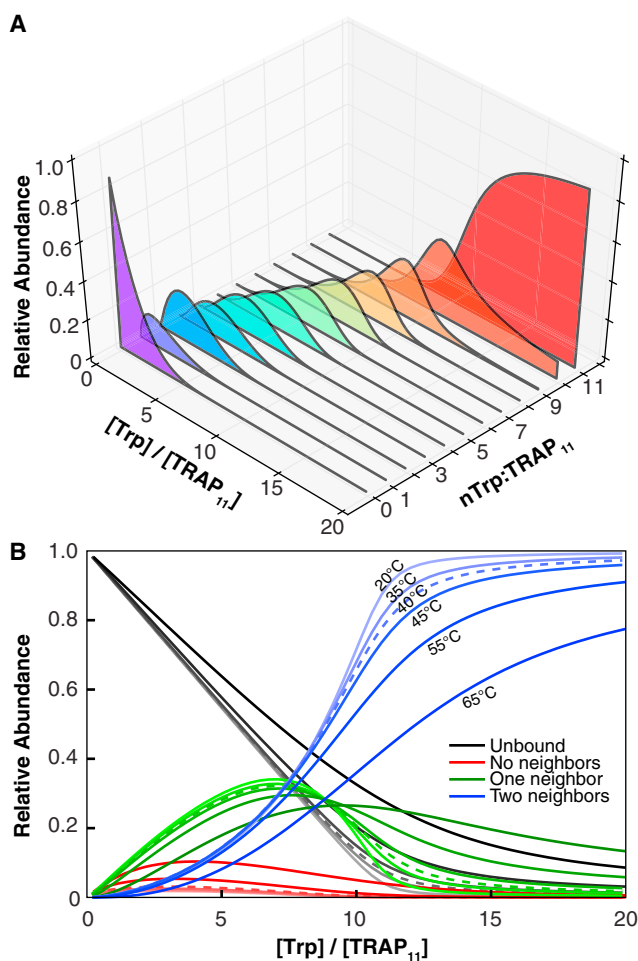 A
Relative Abundance
1.0
0.8
0.6
0.4
0.2
0
0
5
10
15
20
[Trp] / [TRAP11]
0
1
3
5
7
9
11
nTrp:TRAP11
B
Relative Abundance
1.0
0.8
0.6
0.4
0.2
0
20°C
35°C
40°C
45°C
55°C
65°C
Unbound
No neighbors
One neighbor
Two neighbors
0
5
10
15
20
[Trp] / [TRAP11]